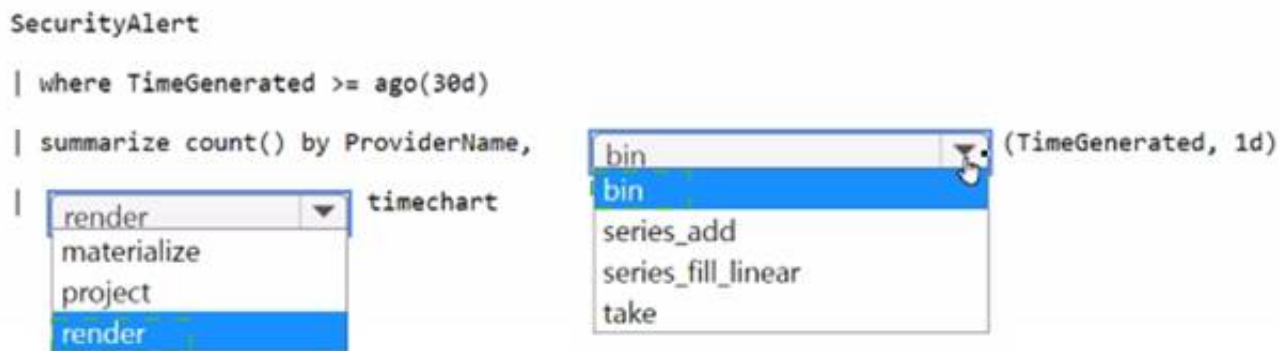 SecurityAlert
| where TimeGenerated >= ago(30d)
| summarize count() by ProviderName, bin (TimeGenerated, 1d)
bin
series_add
series_fill_linear
take
| render timechart
materialize
project
render